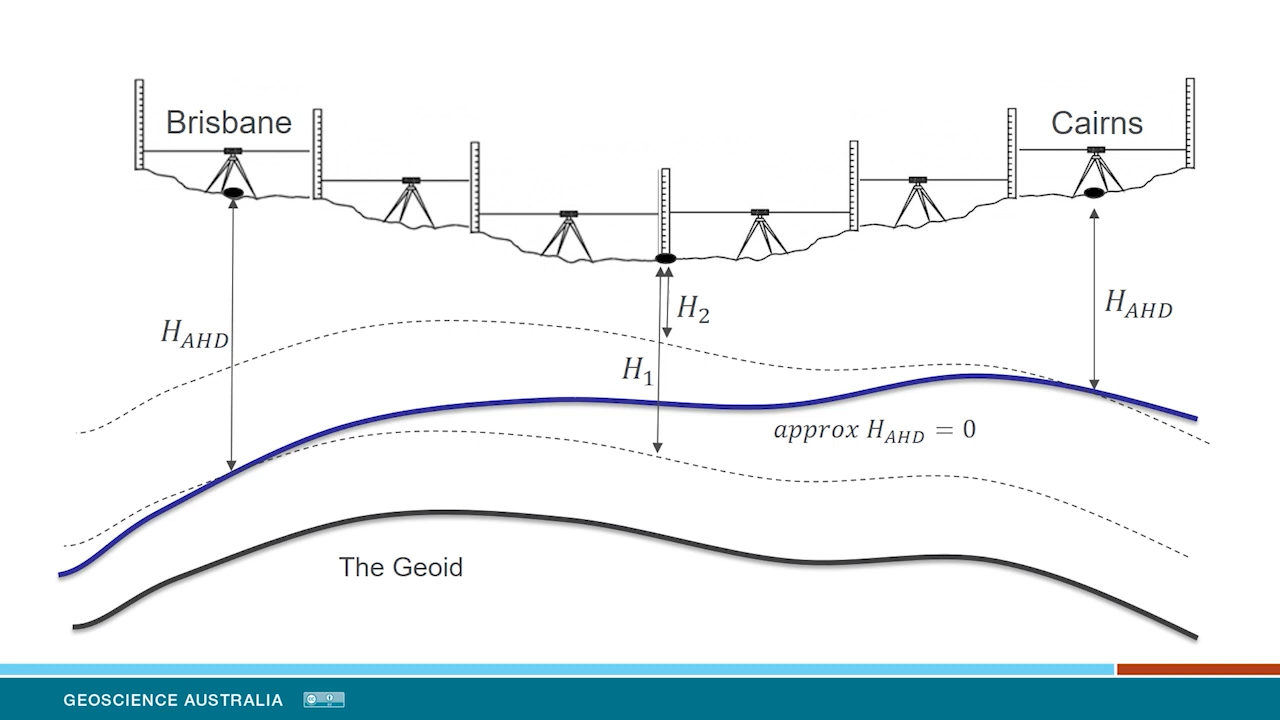 Brisbane
Cairns
H_AHD
H_2
H_AHD
H_1
approx H_AHD = 0
The Geoid
GEOSCIENCE AUSTRALIA